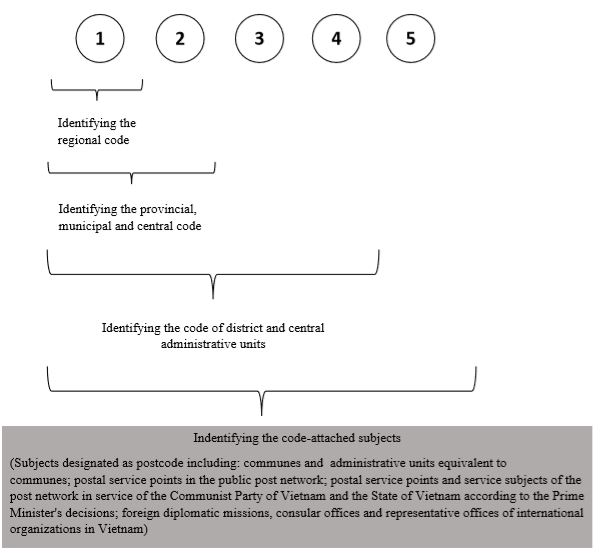 1 2 3 4 5
Identifying the
regional code
Identifying the provincial,
municipal and central code
Identifying the code of district and central
administrative units
Indentifying the code-attached subjects
(Subjects designated as postcode including: communes and administrative units equivalent to
communes; postal service points in the public post network; postal service points and service subjects of the
post network in service of the Communist Party of Vietnam and the State of Vietnam according to the Prime
Minister's decisions; foreign diplomatic missions, consular offices and representative offices of international
organizations in Vietnam)